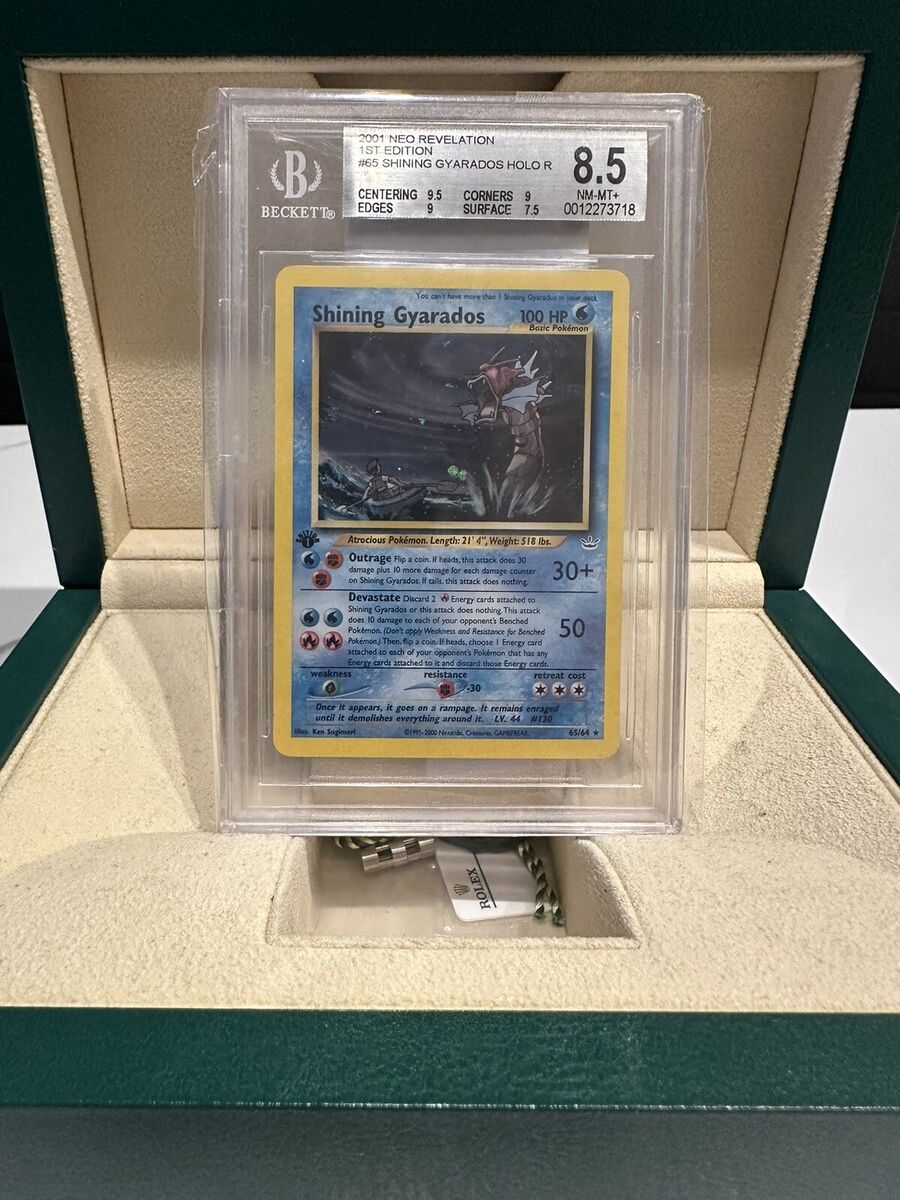 2001 NEO REVELATION
1ST EDITION
#65 SHINING GYARADOS HOLO R
8.5
CENTERING 9.5 CORNERS 9
NM-MT+
EDGES 9 SURFACE 7.5
0012273718
B
BECKETT®
You can't have more than 1 Shining Gyarados in your deck.
Shining Gyarados 100 HP
Basic Pokémon
EDITION
1
Atrocious Pokémon. Length: 21' 4", Weight: 518 lbs.
Outrage Flip a coin. If heads, this attack does 30
damage plus 10 more damage for each damage counter
on Shining Gyarados. If tails, this attack does nothing.
30+
Devastate Discard 2 Energy cards attached to
Shining Gyarados or this attack does nothing. This attack
does 10 damage to each of your opponent's Benched
Pokémon. (Don't apply Weakness and Resistance for Benched
Pokémon.) Then, flip a coin. If heads, choose 1 Energy card
attached to each of your opponent's Pokémon that has any
Energy cards attached to it and discard those Energy cards.
50
weakness resistance retreat cost
-30
Once it appears, it goes on a rampage. It remains enraged
until it demolishes everything around it. LV. 44 #130
Illus. Ken Sugimori ©1995-2000 Nintendo, Creatures, GAMEFREAK. 65/64 ★
ROLEX